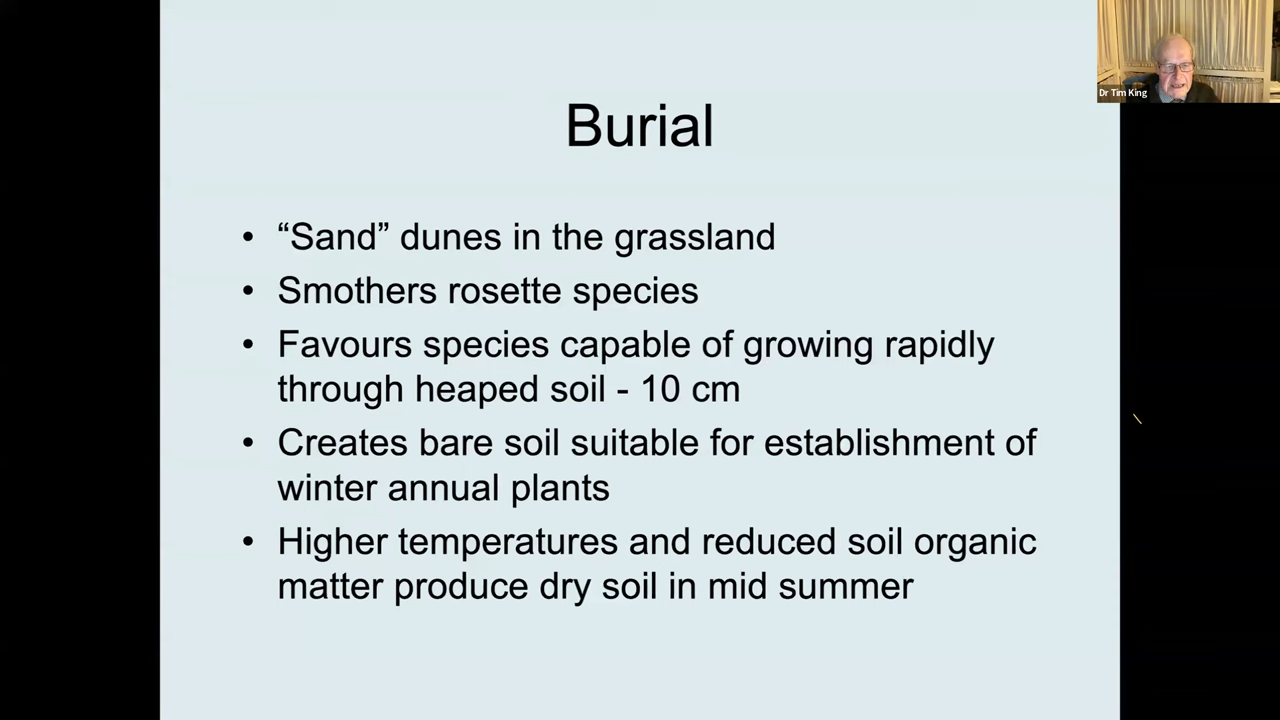 Dr Tim King
Burial
• “Sand” dunes in the grassland
• Smothers rosette species
• Favours species capable of growing rapidly
through heaped soil - 10 cm
• Creates bare soil suitable for establishment of
winter annual plants
• Higher temperatures and reduced soil organic
matter produce dry soil in mid summer